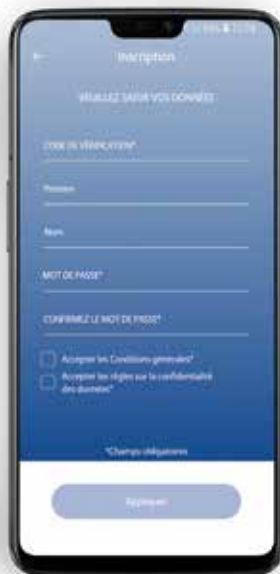 Inscription
VEUILLEZ SAISIR VOS DONNÉES
CODE DE VÉRIFICATION*
Prénom
Nom
MOT DE PASSE*
CONFIRMEZ LE MOT DE PASSE*
Accepter les Conditions générales*
Accepter les règles sur la confidentialité
des données*
*Champs obligatoires
Appliquer